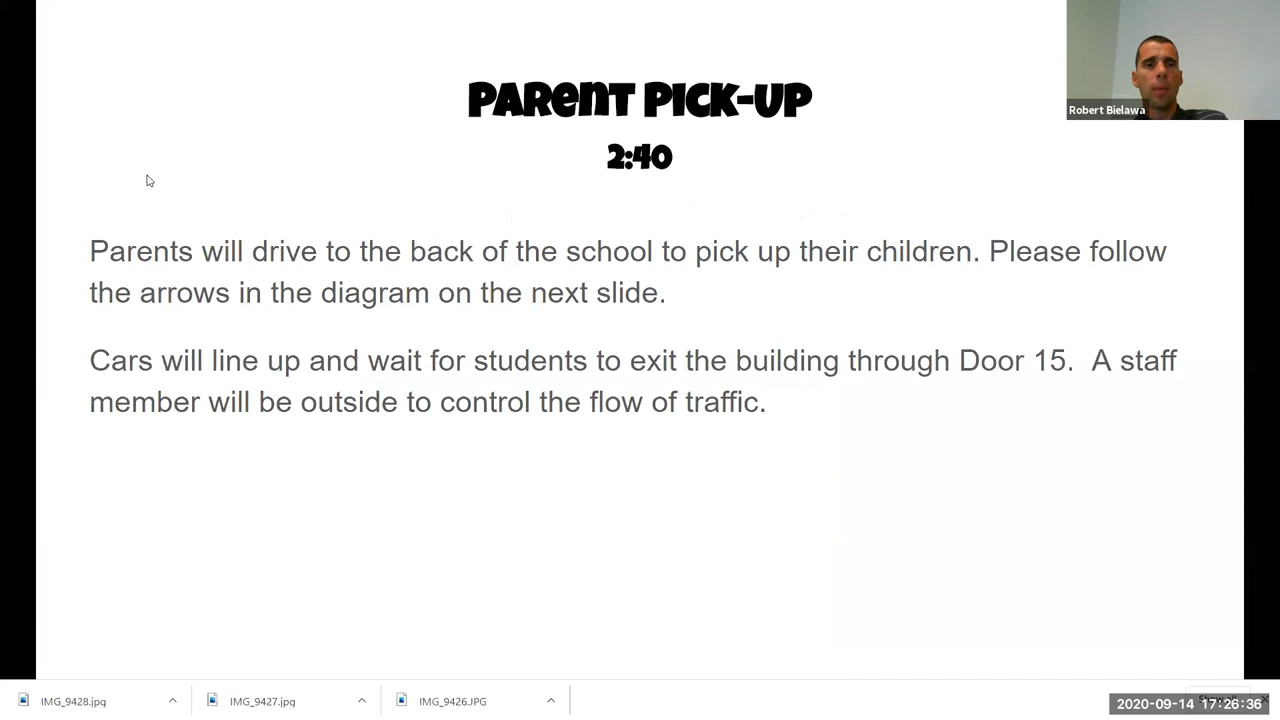 Parent Pick-up
2:40
Robert Bielawa
Parents will drive to the back of the school to pick up their children. Please follow
the arrows in the diagram on the next slide.
Cars will line up and wait for students to exit the building through Door 15. A staff
member will be outside to control the flow of traffic.
IMG_9428.jpg
IMG_9427.jpg
IMG_9426.JPG
Show all
2020-09-14 17:26:36